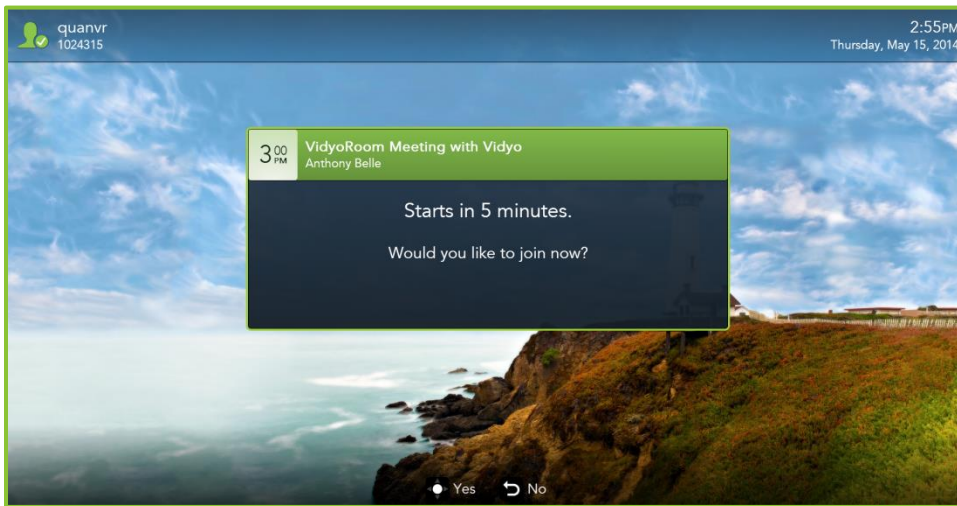 quanvr
1024315
2:55PM
Thursday, May 15, 2014
3 00 PM
VidyoRoom Meeting with Vidyo
Anthony Belle
Starts in 5 minutes.
Would you like to join now?
Yes No